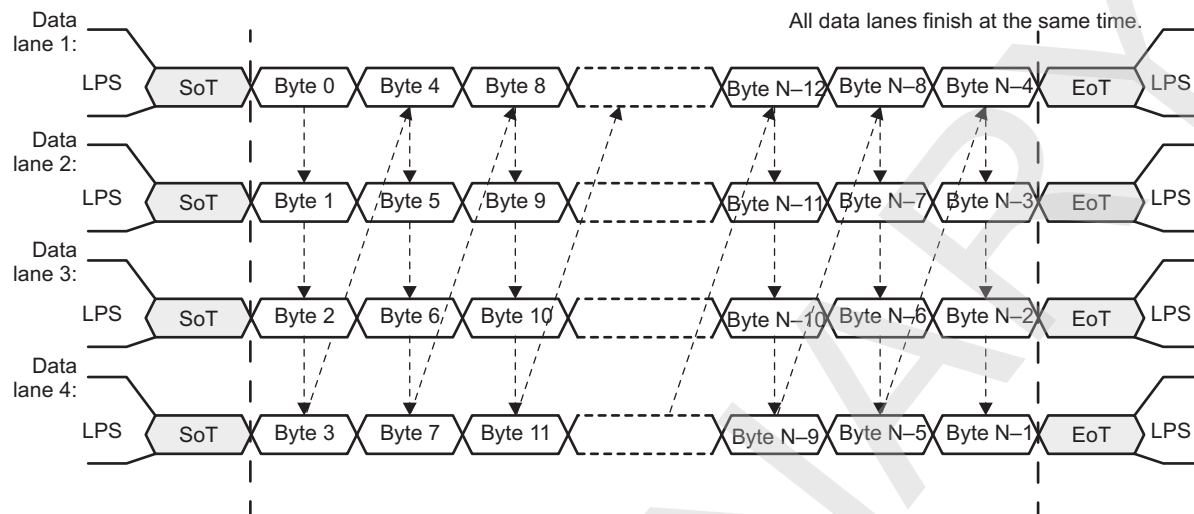 All data lanes finish at the same time.
Data
lane 1:
LPS SoT Byte 0 Byte 4 Byte 8 Byte N–12 Byte N–8 Byte N–4 EoT LPS
Data
lane 2:
LPS SoT Byte 1 Byte 5 Byte 9 Byte N–11 Byte N–7 Byte N–3 EoT LPS
Data
lane 3:
LPS SoT Byte 2 Byte 6 Byte 10 Byte N–10 Byte N–6 Byte N–2 EoT LPS
Data
lane 4:
LPS SoT Byte 3 Byte 7 Byte 11 Byte N–9 Byte N–5 Byte N–1 EoT LPS
NARY